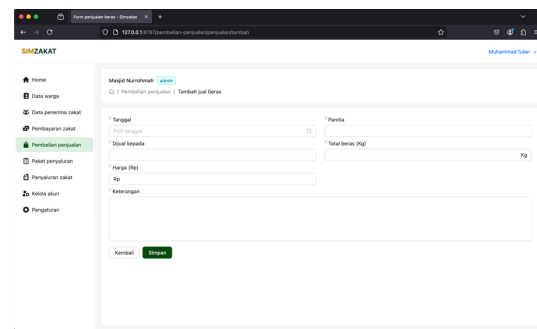 Form penjualan beras - Simzakat
127.0.0.1:8787/pembelian-penjualan/penjualan/tambah
SIMZAKAT
Muhammad fulan
Home
Data warga
Data penerima zakat
Pembayaran zakat
Pembelian penjualan
Paket penyaluran
Penyaluran zakat
Kelola akun
Pengaturan
Masjid Nurrohmah admin
/ Pembelian penjualan / Tambah jual beras
* Tanggal
Pilih tanggal
* Panitia
* Dijual kepada
* Total beras (Kg)
Kg
* Harga (Rp)
Rp
* Keterangan
Kembali
Simpan